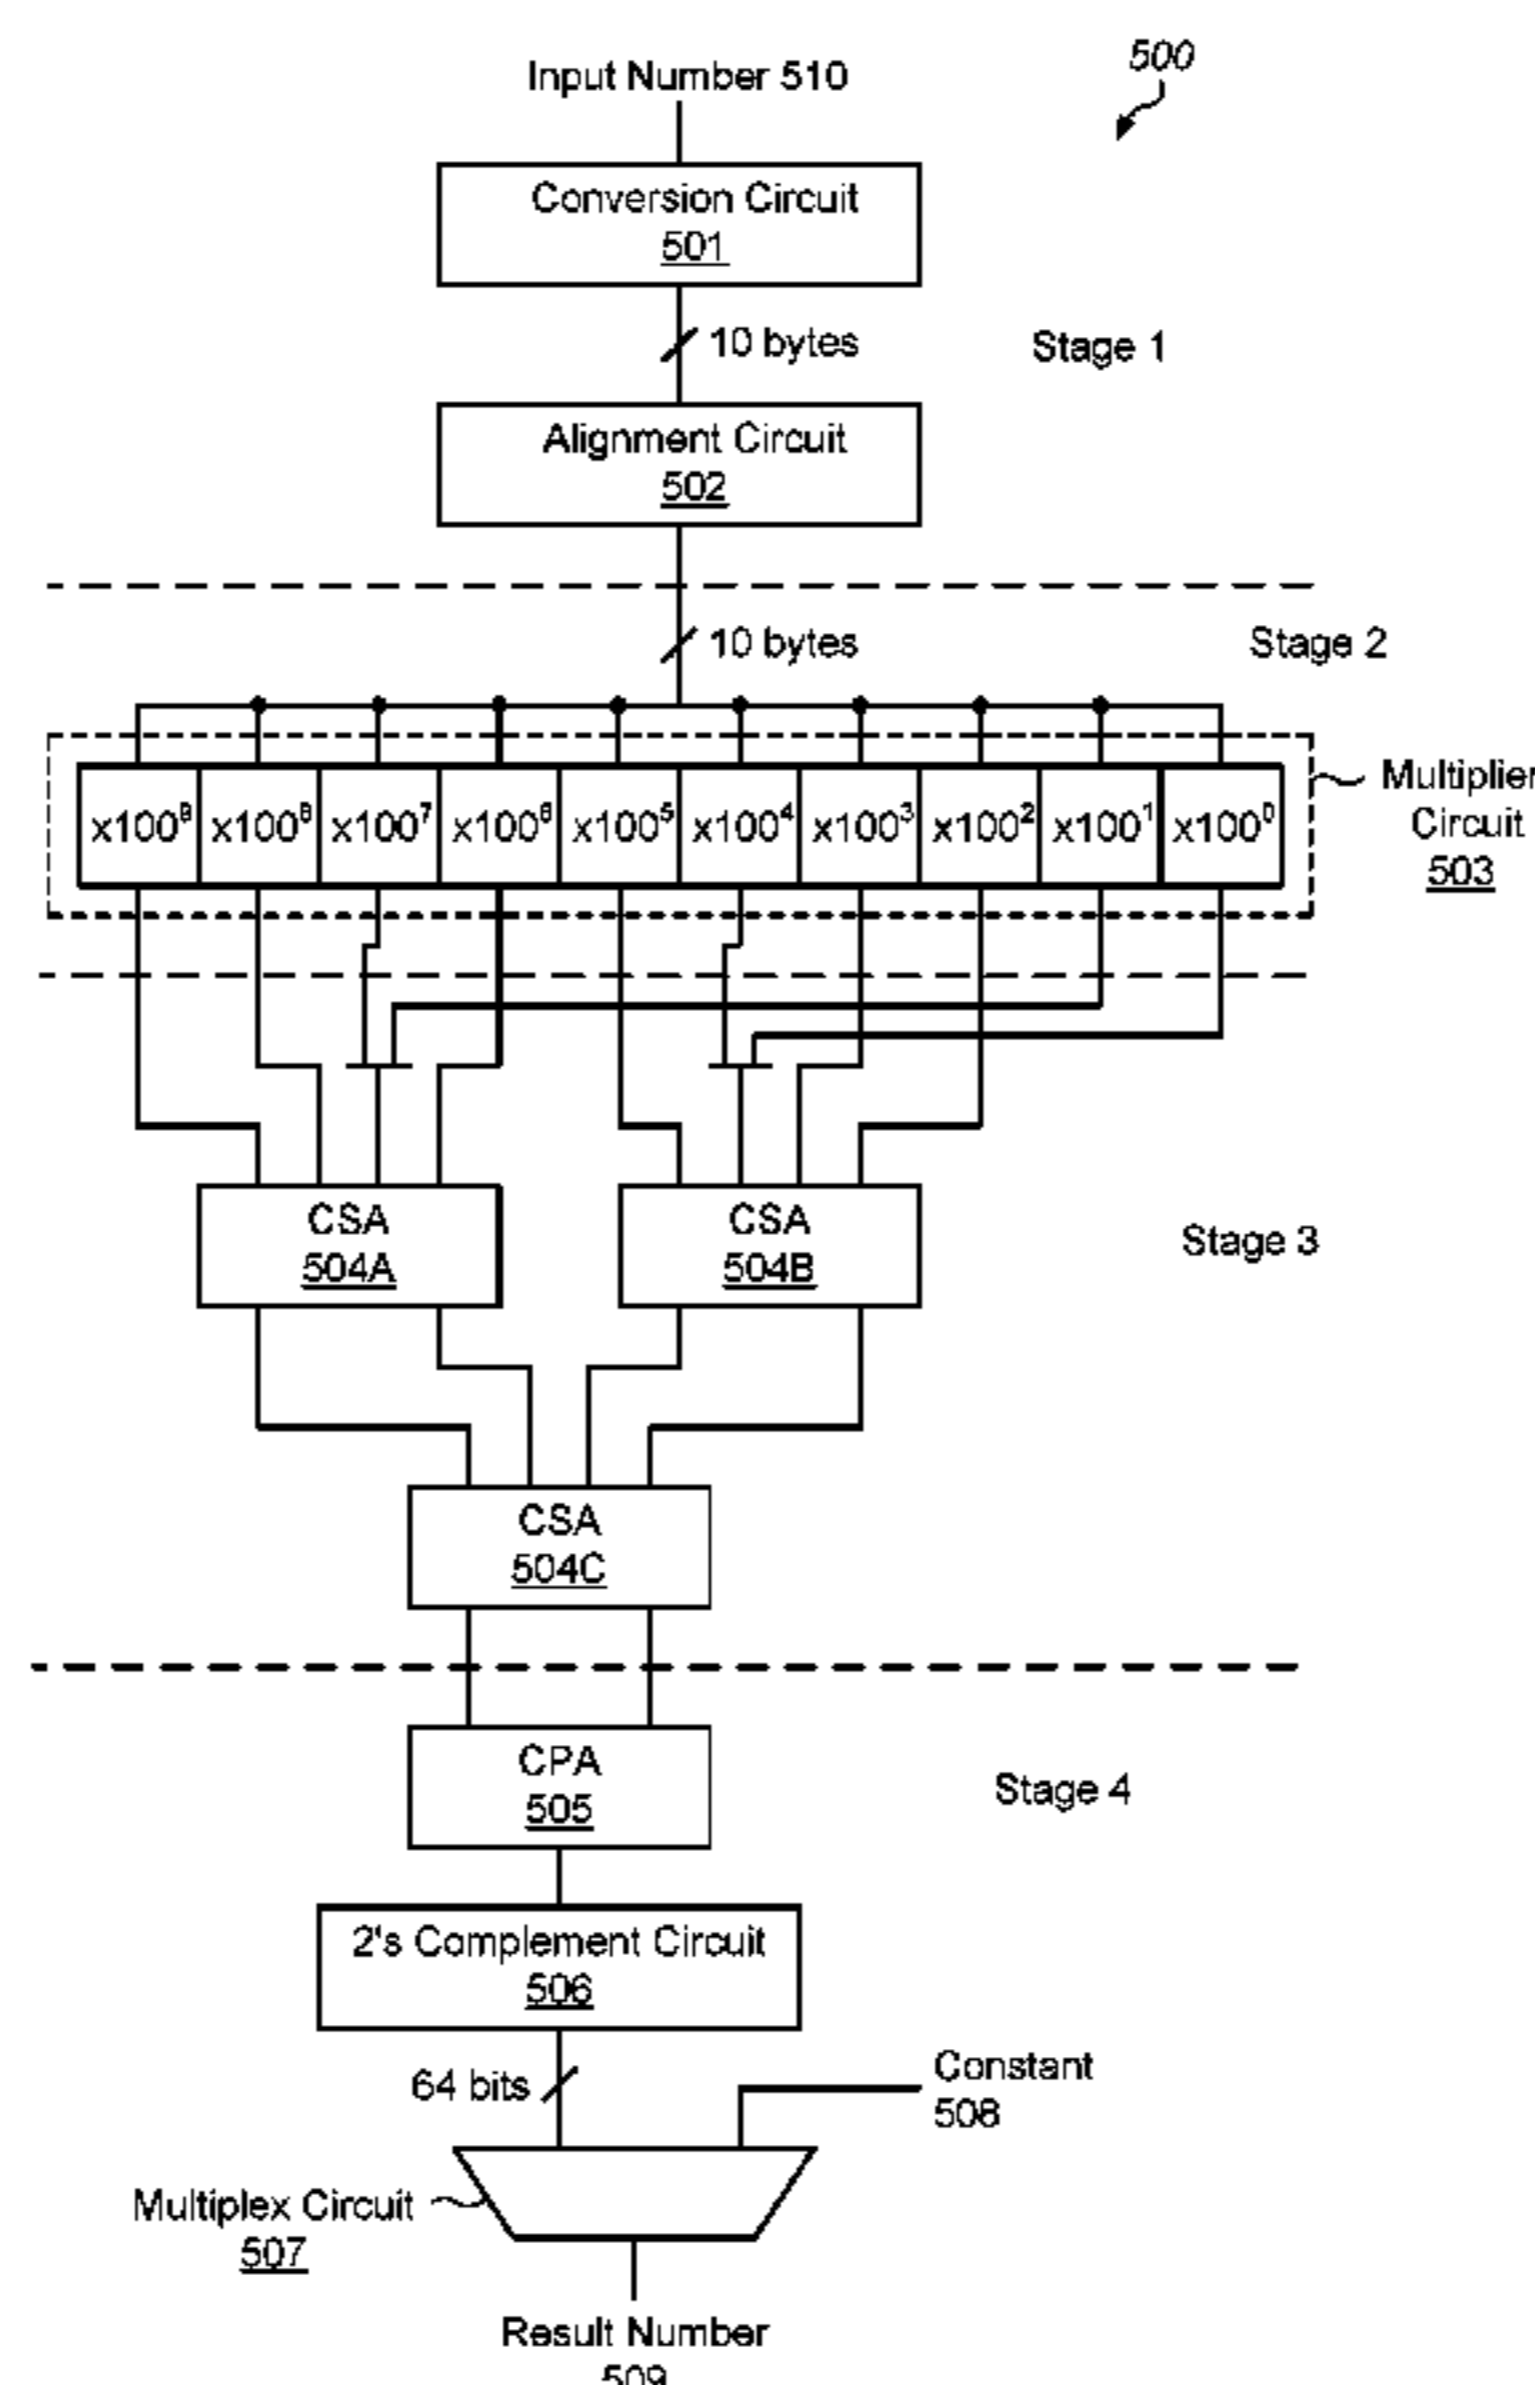 500
Input Number 510
Conversion Circuit
501
10 bytes
Stage 1
Alignment Circuit
502
10 bytes
Stage 2
x100⁹ x100⁸ x100⁷ x100⁶ x100⁵ x100⁴ x100³ x100² x100¹ x100⁰
Multiplier
Circuit
503
CSA
504A
CSA
504B
Stage 3
CSA
504C
CPA
505
Stage 4
2's Complement Circuit
506
64 bits
Constant
508
Multiplex Circuit
507
Result Number
509